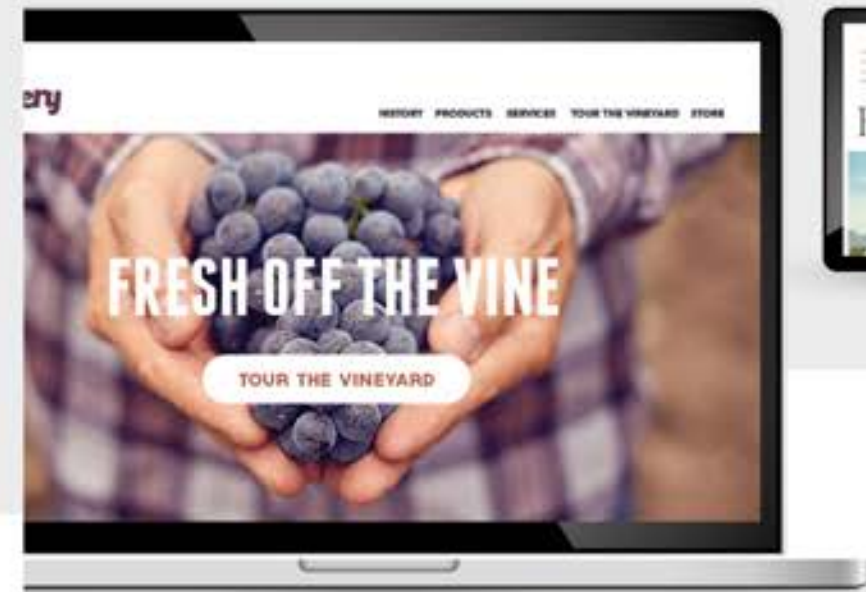 ery
HISTORY PRODUCTS SERVICES TOUR THE VINEYARD STORE
FRESH OFF THE VINE
TOUR THE VINEYARD